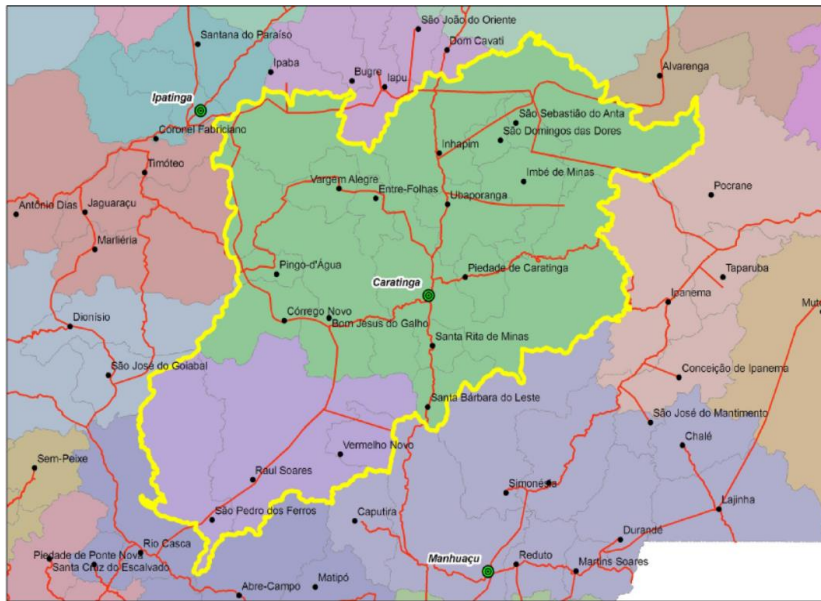 São João do Oriente
Santana do Paraíso
Dom Cavati
Ipaba
Alvarenga
Bugre
Iapu
Ipatinga
São Sebastião do Anta
Coronel Fabriciano
São Domingos das Dores
Inhapim
Timóteo
Imbé de Minas
Vargem Alegre
Entre-Folhas
Pocrane
Antônio Dias
Jaguaraçu
Ubaporanga
Marliéria
Pingo-d'Água
Piedade de Caratinga
Taparuba
Caratinga
Ipanema
Mut
Dionísio
Córrego Novo
Bom Jesus do Galho
Santa Rita de Minas
São José do Goiabal
Conceição de Ipanema
Santa Bárbara do Leste
São José do Mantimento
Chalé
Vermelho Novo
Sem-Peixe
Raul Soares
Simonésia
Lajinha
São Pedro dos Ferros
Caputira
Durandé
Rio Casca
Piedade de Ponte Nova
Manhuaçu
Reduto
Santa Cruz do Escalvado
Martins Soares
Matipó
Abre-Campo